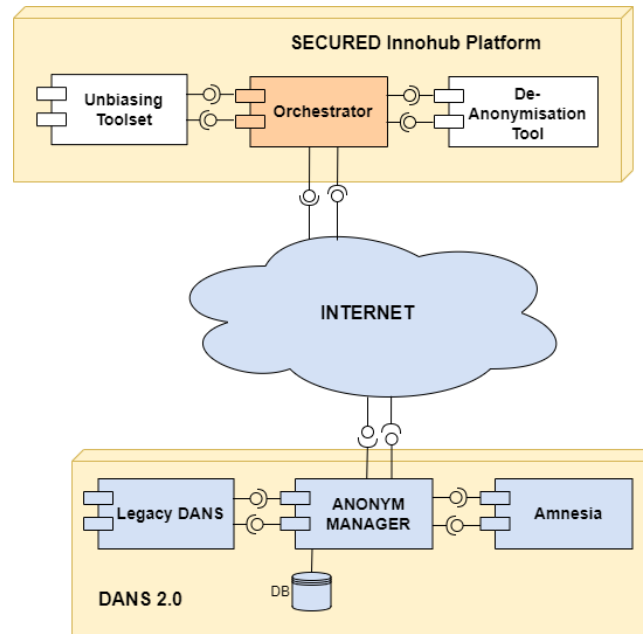 SECURED Innohub Platform
Unbiasing
Toolset
Orchestrator
De-
Anonymisation
Tool
INTERNET
Legacy DANS
ANONYM
MANAGER
Amnesia
DB
DANS 2.0